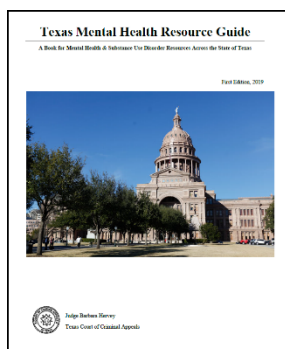 Texas Mental Health Resource Guide
A Book for Mental Health & Substance Use Disorder Resources Across the State of Texas
First Edition, 2019
Judge Barbara Hervey
Texas Court of Criminal Appeals